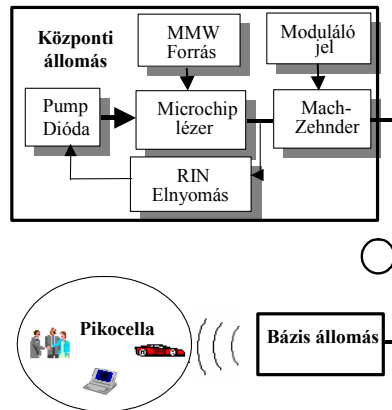 Központi
állomás
MMW
Forrás
Moduláló
jel
Pump
Dióda
Microchip
lézer
Mach-
Zehnder
RIN
Elnyomás
Pikocella
Bázis állomás